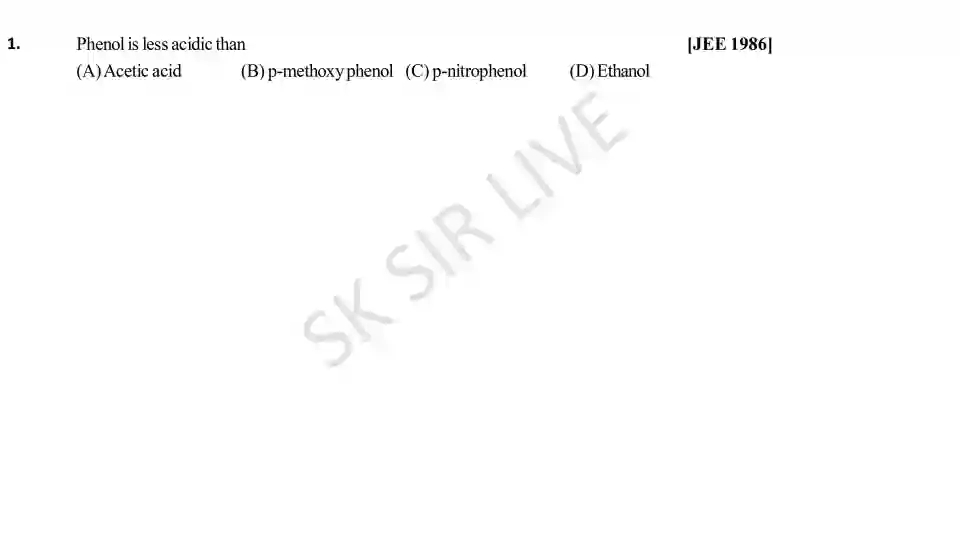 1. Phenol is less acidic than [JEE 1986]
(A) Acetic acid (B) p-methoxy phenol (C) p-nitrophenol (D) Ethanol
SK SIR LIVE